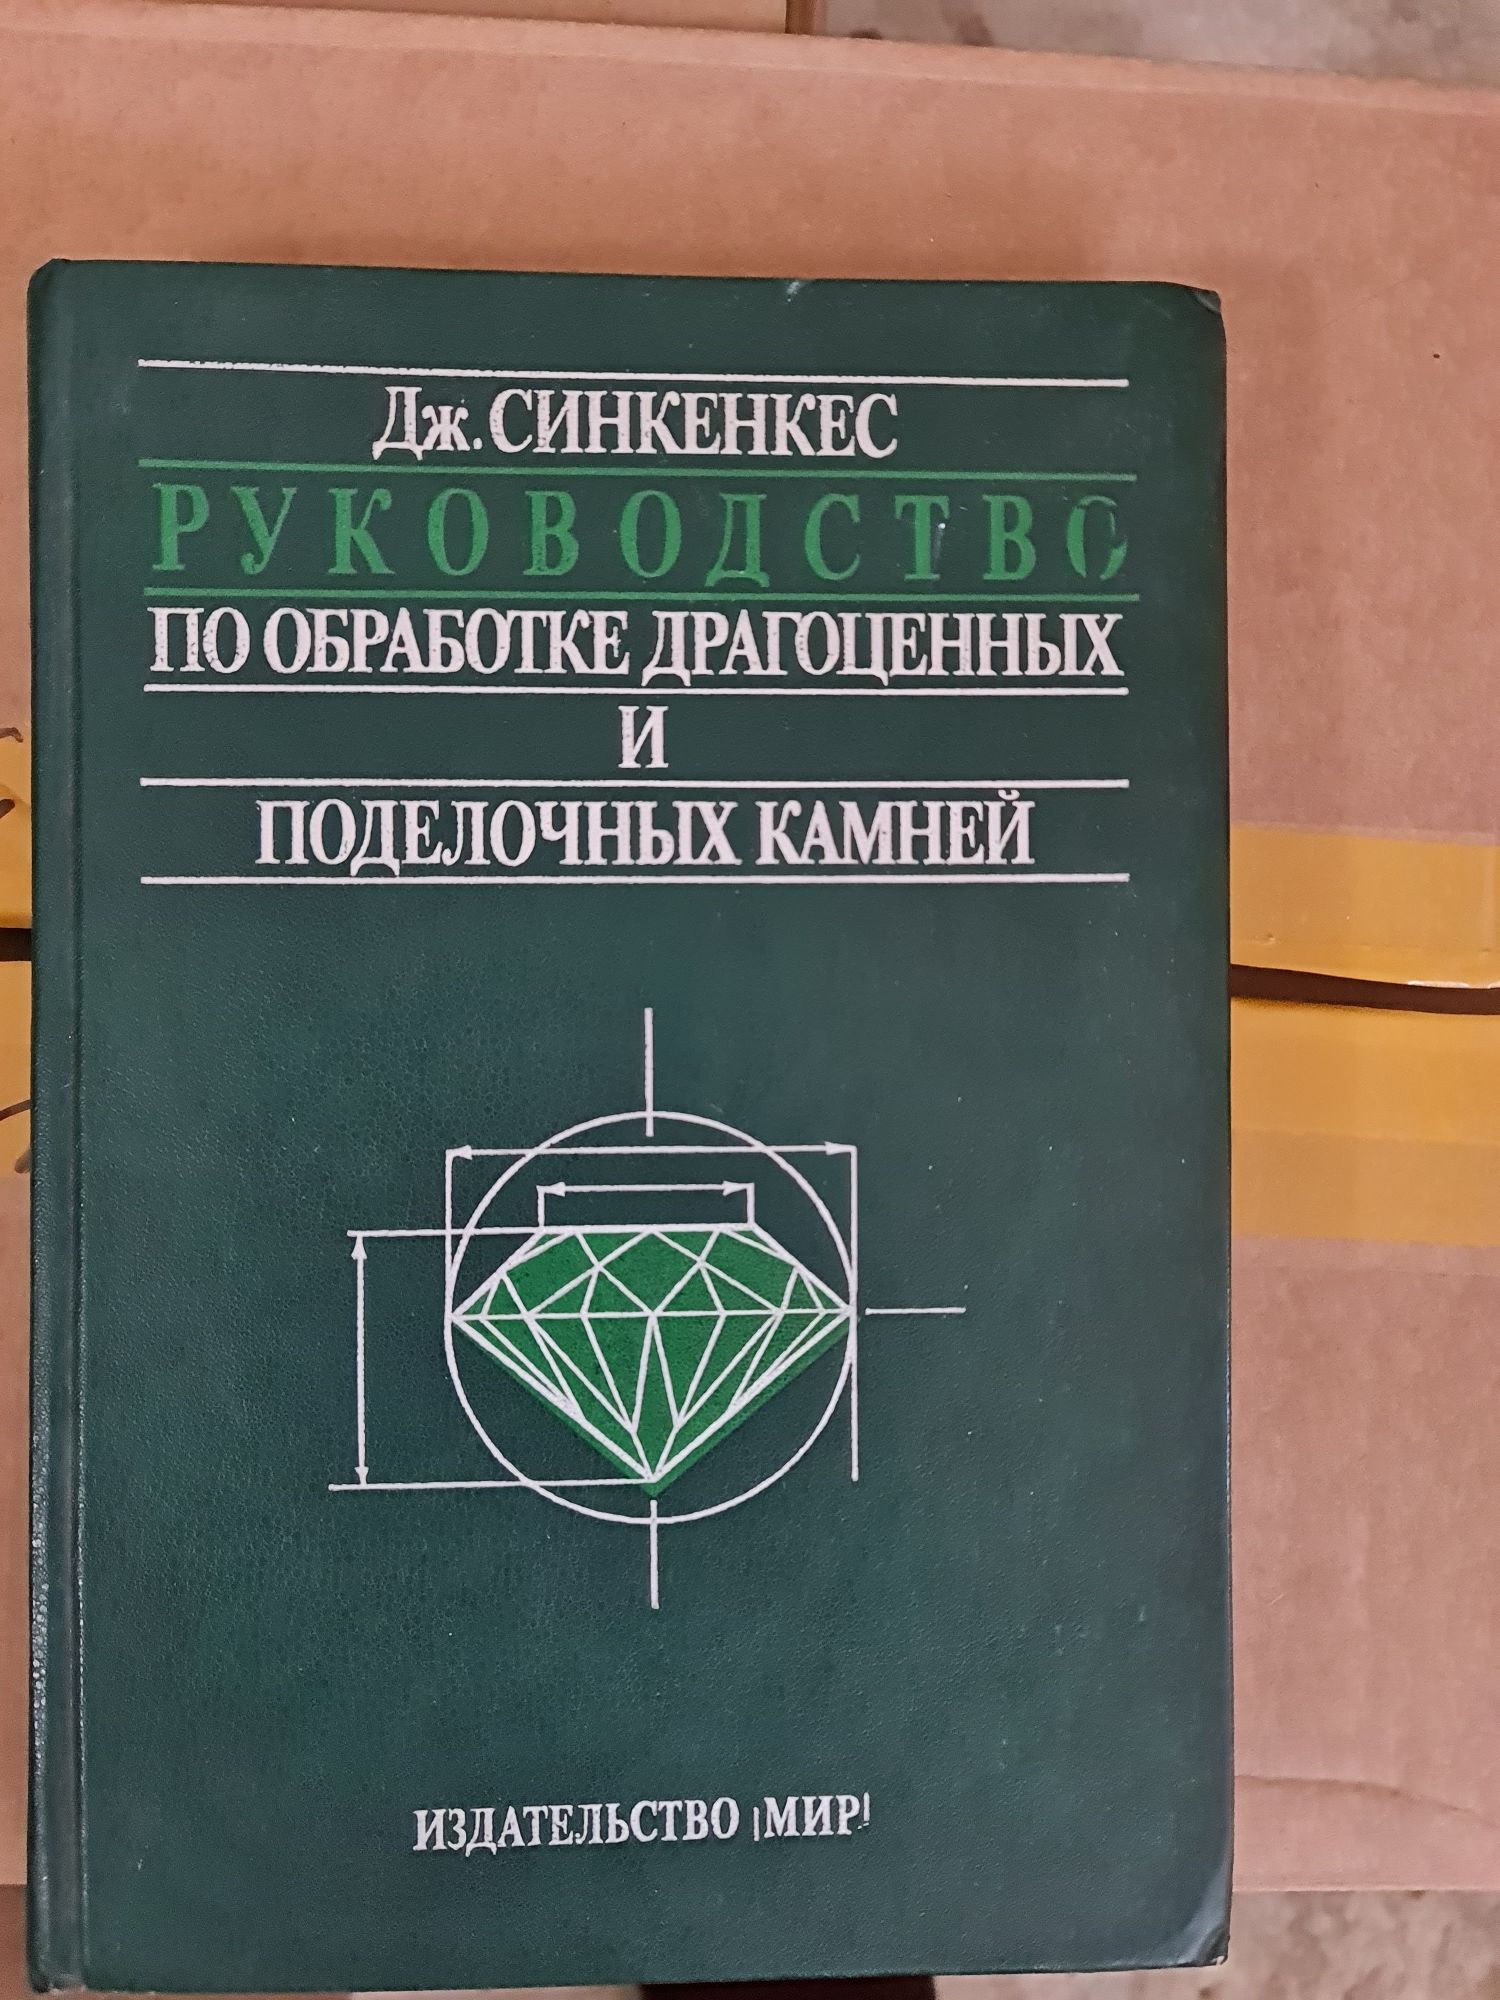 Дж. СИНКЕНКЕС
РУКОВОДСТВО
ПО ОБРАБОТКЕ ДРАГОЦЕННЫХ
И
ПОДЕЛОЧНЫХ КАМНЕЙ
ИЗДАТЕЛЬСТВО |МИР|